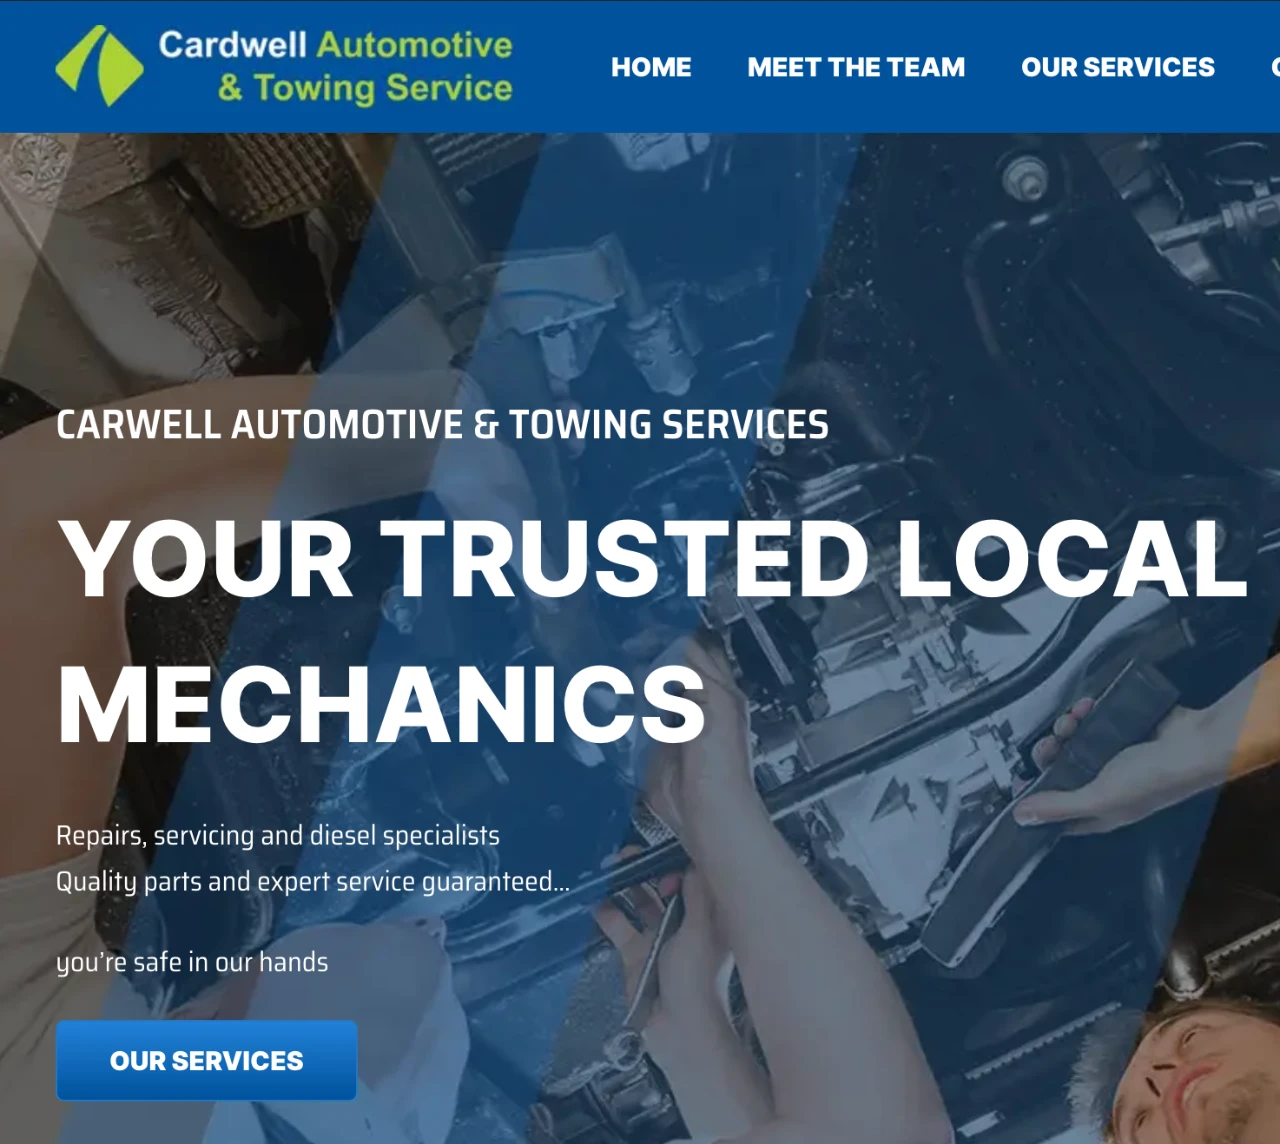 Cardwell Automotive
& Towing Service
HOME MEET THE TEAM OUR SERVICES
CARWELL AUTOMOTIVE & TOWING SERVICES
YOUR TRUSTED LOCAL
MECHANICS
Repairs, servicing and diesel specialists
Quality parts and expert service guaranteed...
you’re safe in our hands
OUR SERVICES